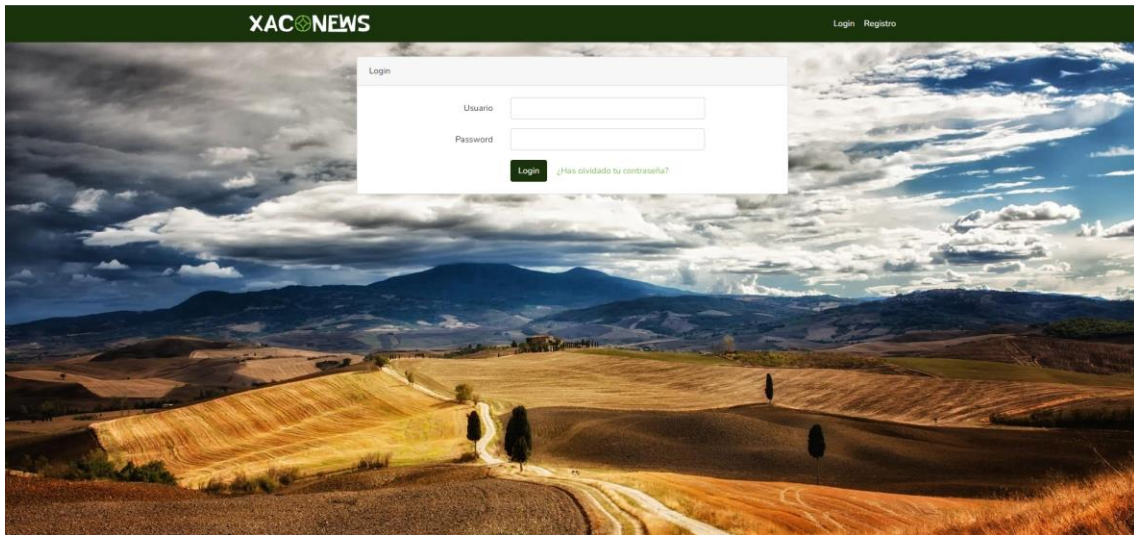 XACONEWS
Login Registro
Login
Usuario
Password
Login ¿Has olvidado tu contraseña?